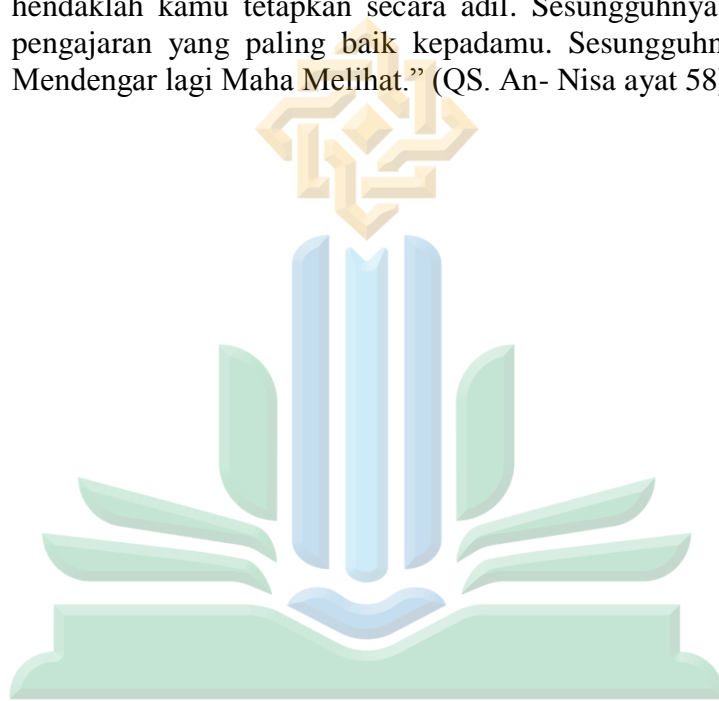 hendaklah kamu tetapkan secara adil. Sesungguhnya
pengajaran yang paling baik kepadamu. Sesungguhn
Mendengar lagi Maha Melihat.” (QS. An- Nisa ayat 58)